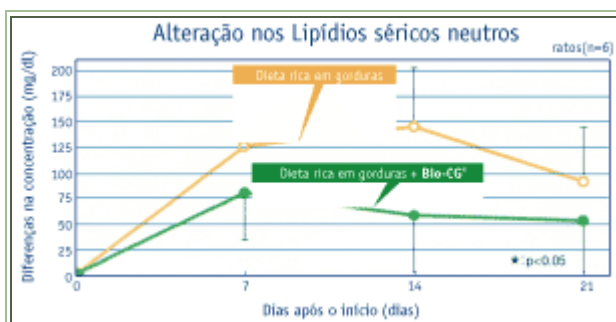 Alteração nos Lipídios séricos neutros
ratos(n=6)
Diferenças na concentração (mg/dl)
200
175
150
125
100
75
50
25
0
Dieta rica em gorduras
Dieta rica em gorduras + Bio-CG®
★:p<0.05
0
7
14
21
Dias após o início (dias)